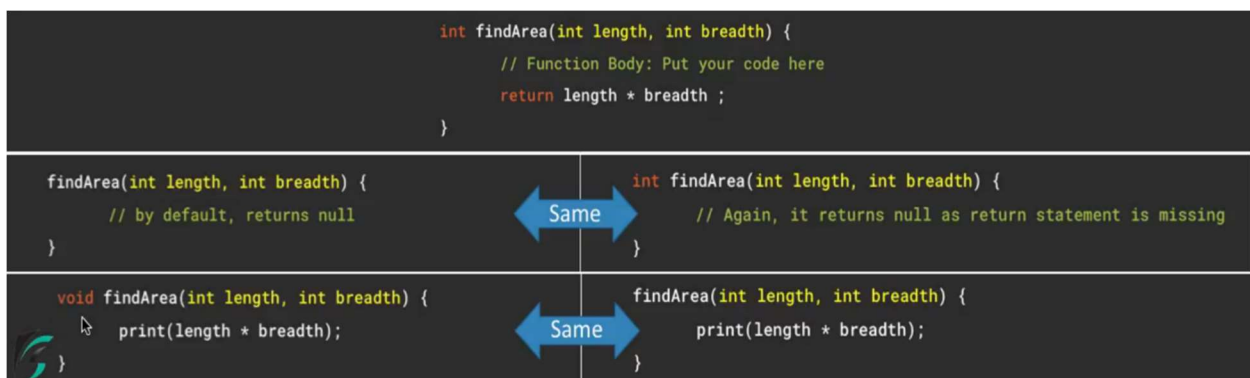 int findArea(int length, int breadth) {
// Function Body: Put your code here
return length * breadth ;
}
findArea(int length, int breadth) {
// by default, returns null
}
Same
int findArea(int length, int breadth) {
// Again, it returns null as return statement is missing
}
void findArea(int length, int breadth) {
print(length * breadth);
}
Same
findArea(int length, int breadth) {
print(length * breadth);
}